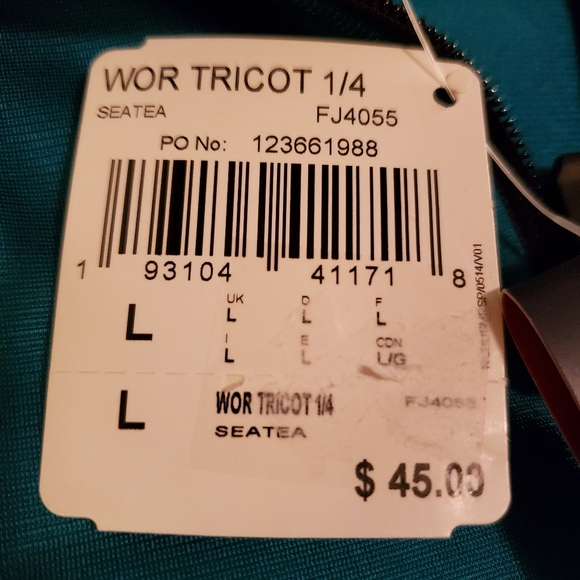 WOR TRICOT 1/4
SEATEA FJ4055
PO No: 123661988
1 93104 41171 8
UK D F
L L L L
I E CDN
L L L/G
L WOR TRICOT 1/4 FJ4055
SEATEA
$ 45.00